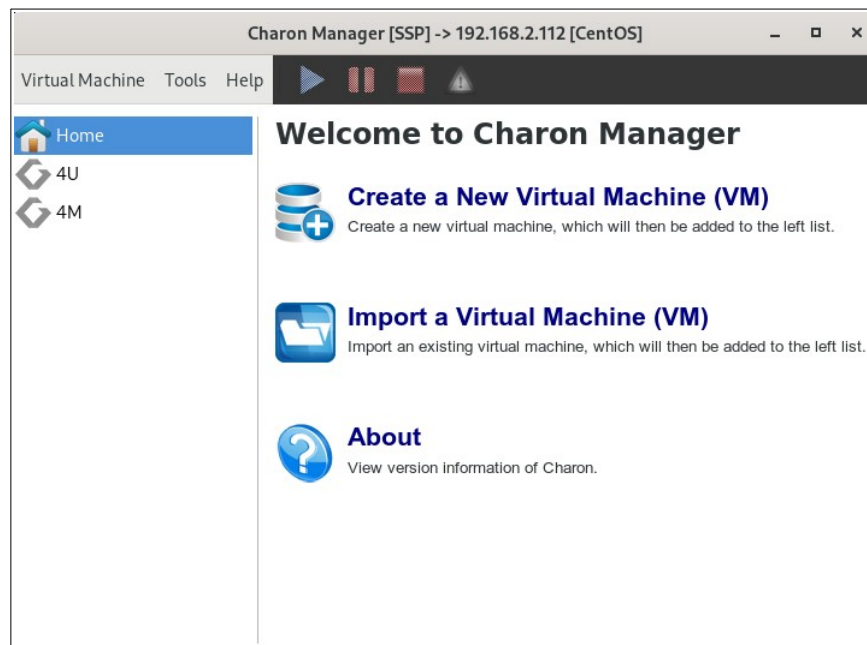 Charon Manager [SSP] -> 192.168.2.112 [CentOS]
Virtual Machine Tools Help
Home
4U
4M
Welcome to Charon Manager
Create a New Virtual Machine (VM)
Create a new virtual machine, which will then be added to the left list.
Import a Virtual Machine (VM)
Import an existing virtual machine, which will then be added to the left list.
About
View version information of Charon.